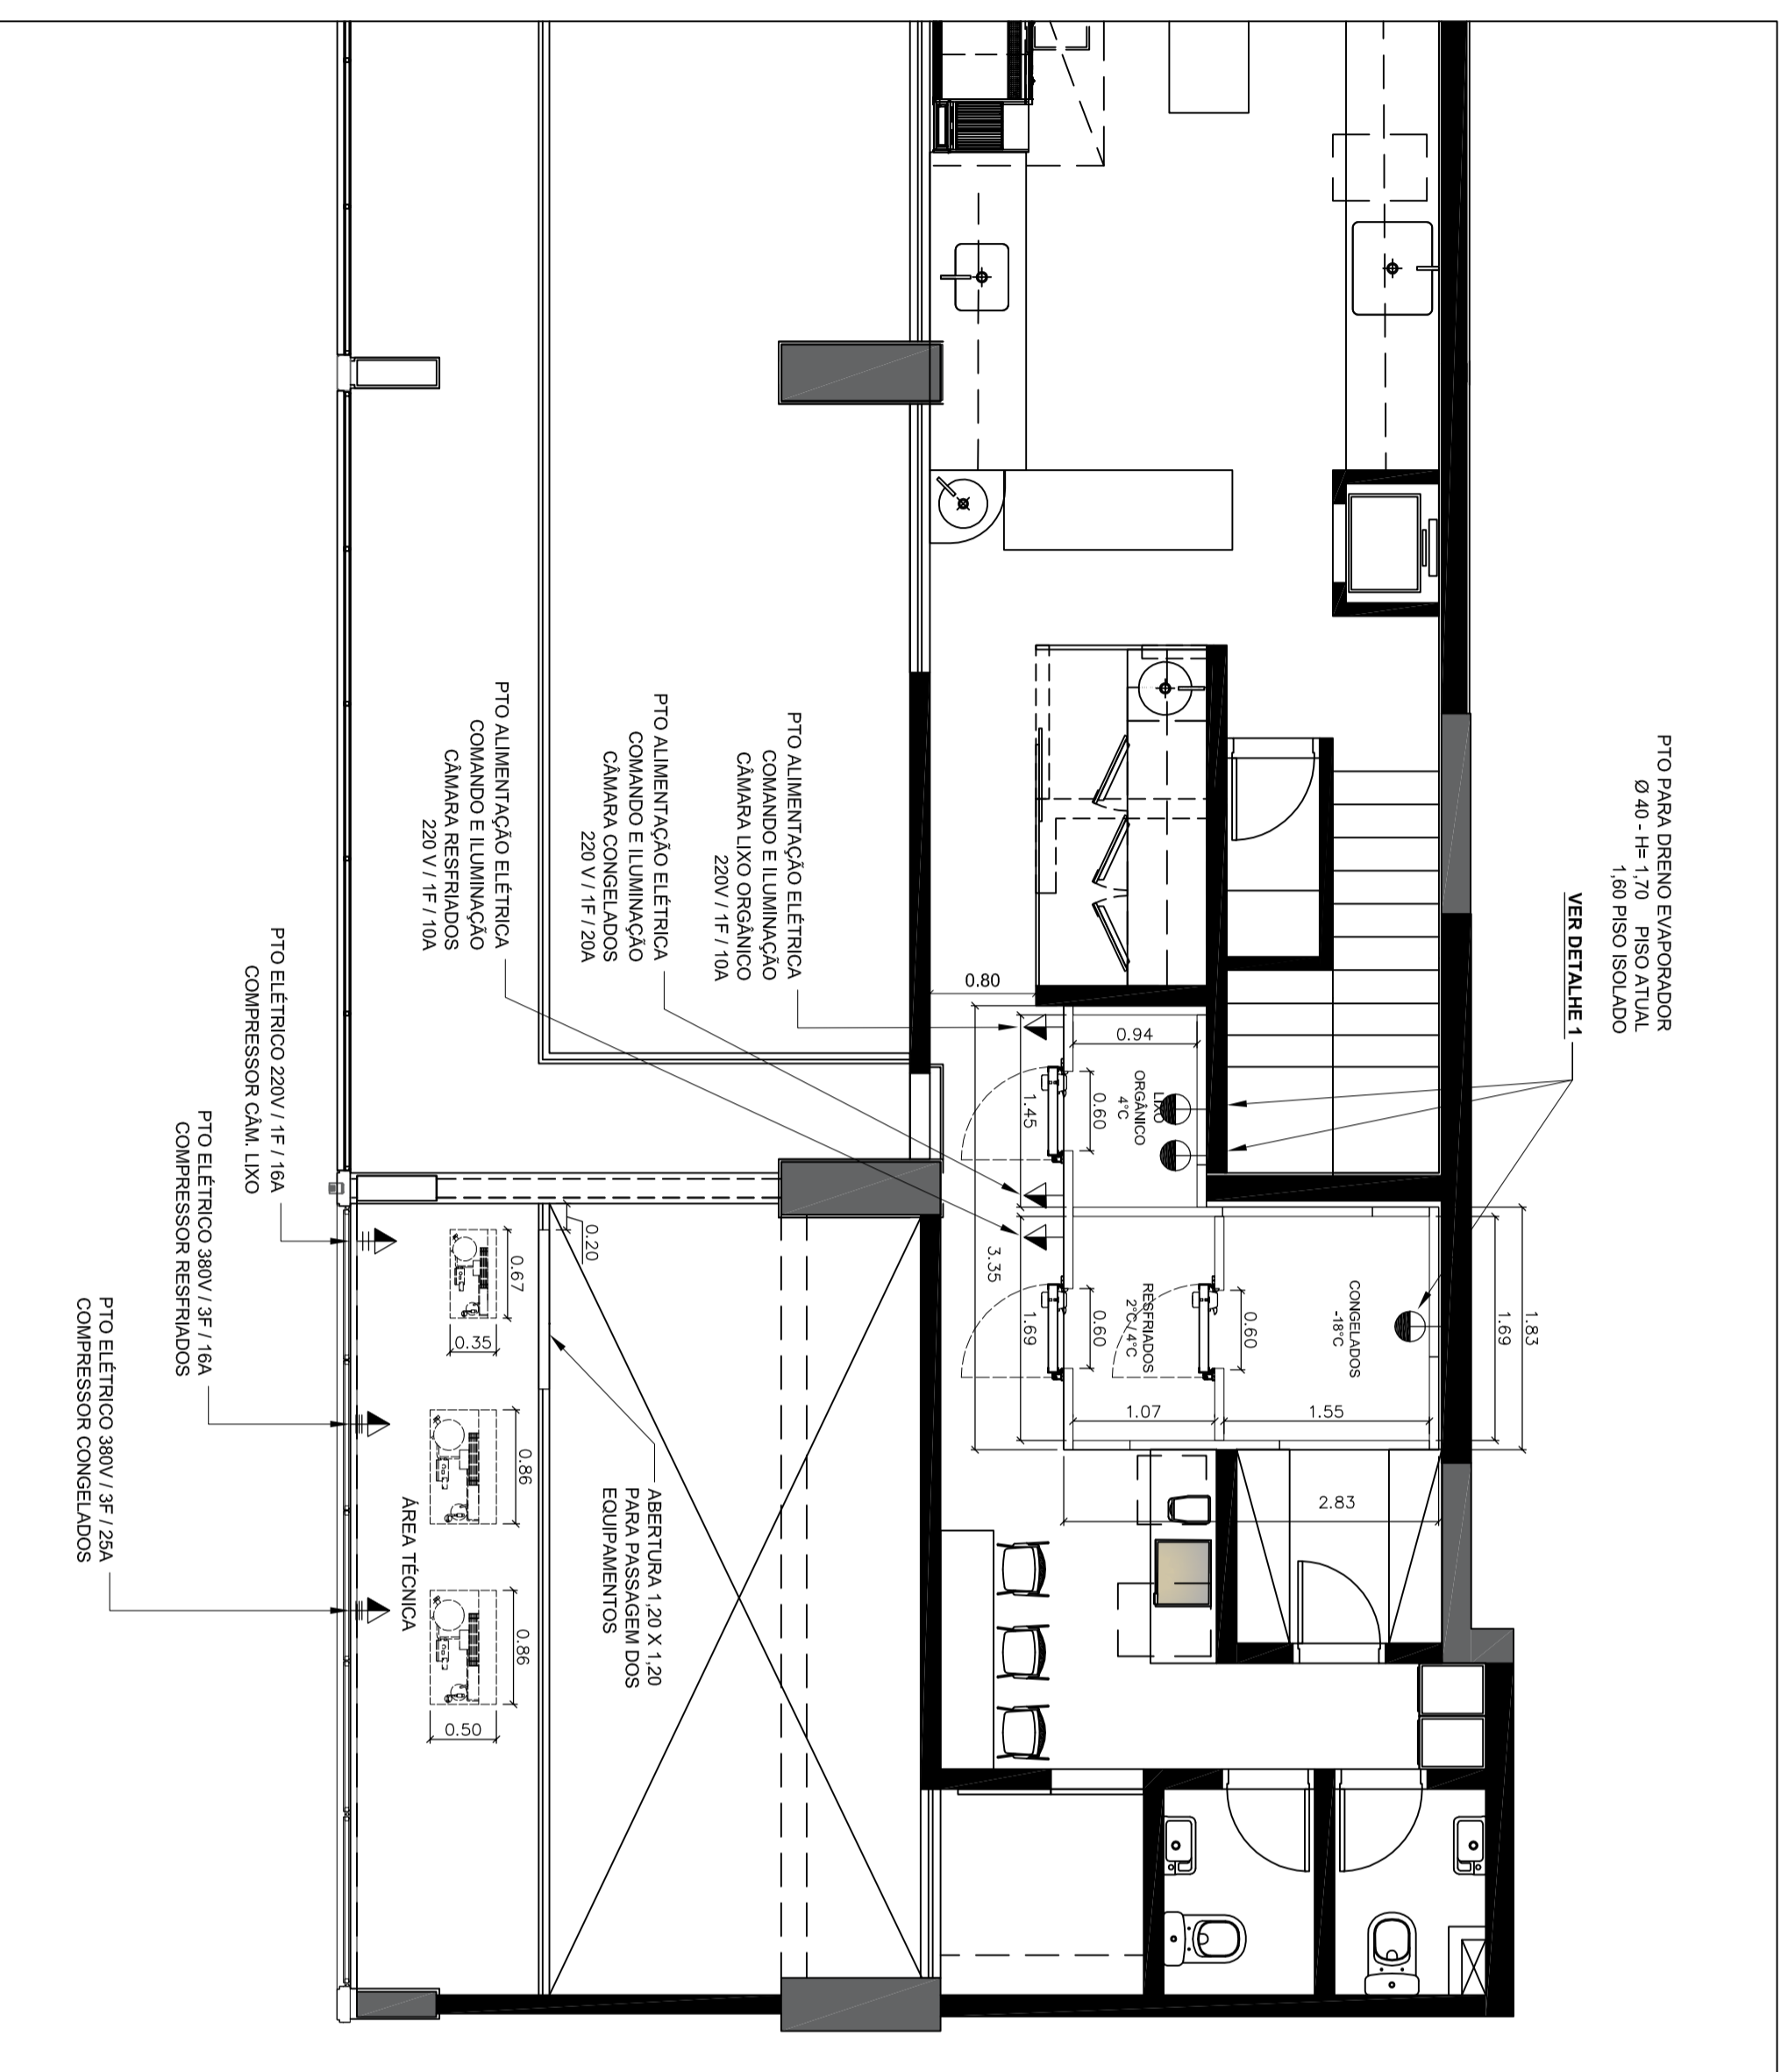 PTO PARA DRENO EVAPORADOR
Ø 40 - H= 1,70 PISO ATUAL
1,60 PISO ISOLADO
VER DETALHE 1
1.83
1.69
CONGELADOS
-18°C
1.55
2.83
0.60
RESFRIADOS
2°C / 4°C
1.07
0.60
1.69
3.35
LIXO
ORGÂNICO
4°C
0.94
0.60
1.45
0.80
PTO ALIMENTAÇÃO ELÉTRICA
COMANDO E ILUMINAÇÃO
CÂMARA LIXO ORGÂNICO
220V / 1F / 10A
PTO ALIMENTAÇÃO ELÉTRICA
COMANDO E ILUMINAÇÃO
CÂMARA CONGELADOS
220 V / 1F / 20A
PTO ALIMENTAÇÃO ELÉTRICA
COMANDO E ILUMINAÇÃO
CÂMARA RESFRIADOS
220 V / 1F / 10A
ABERTURA 1,20 X 1,20
PARA PASSAGEM DOS
EQUIPAMENTOS
0.20
0.67
0.35
0.86
0.86
0.50
ÁREA TÉCNICA
PTO ELÉTRICO 220V / 1F / 16A
COMPRESSOR CÂM. LIXO
PTO ELÉTRICO 380V / 3F / 16A
COMPRESSOR RESFRIADOS
PTO ELÉTRICO 380V / 3F / 25A
COMPRESSOR CONGELADOS